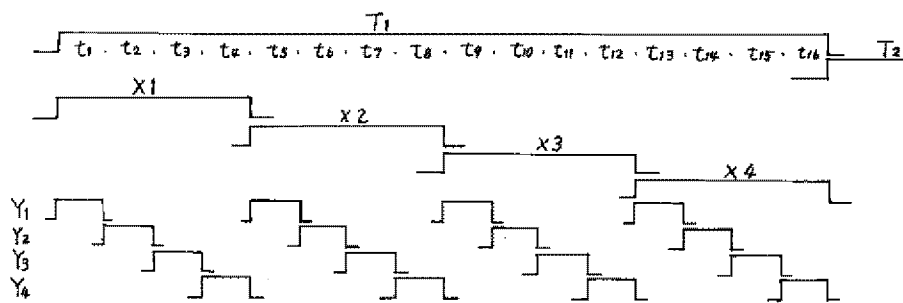 T1
t1 · t2 · t3 · t4 · t5 · t6 · t7 · t8 · t9 · t10 · t11 · t12 · t13 · t14 · t15 · t16
T2
X1
X2
X3
X4
Y1
Y2
Y3
Y4